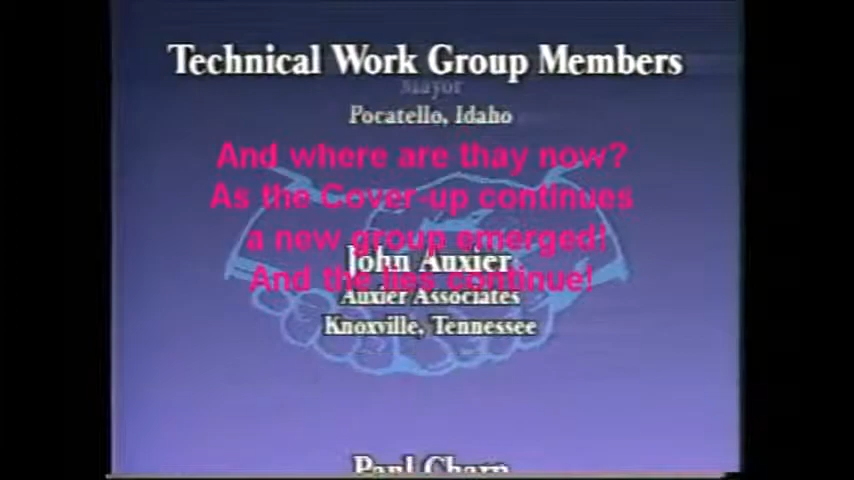 Technical Work Group Members
Mayor
Pocatello, Idaho
And where are thay now?
As the Cover-up continues
a new group emerged!
John Auxier
And the lies continue!
Auxier Associates
Knoxville, Tennessee
Paul Charp